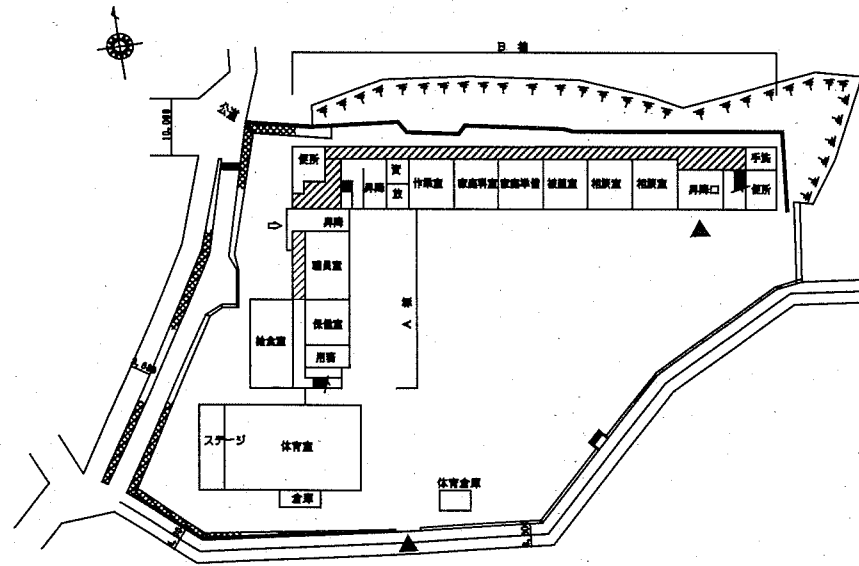 B 棟
公道
10,000
便所
昇降
資
放
作業室
家庭科室
家庭準備
被服室
相談室
相談室
昇降口
手洗
便所
昇降
職員室
A 棟
給食室
保健室
用務
ステージ
体育室
倉庫
体育倉庫